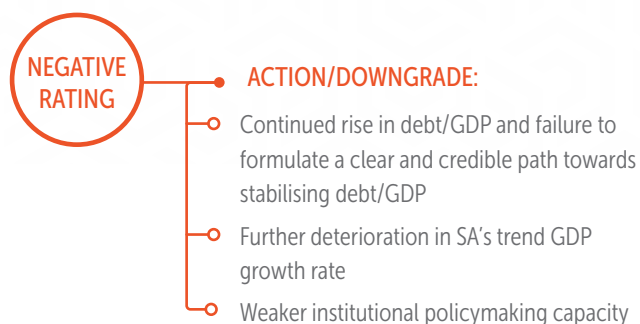 NEGATIVE
RATING
ACTION/DOWNGRADE:
Continued rise in debt/GDP and failure to
formulate a clear and credible path towards
stabilising debt/GDP
Further deterioration in SA's trend GDP
growth rate
Weaker institutional policymaking capacity